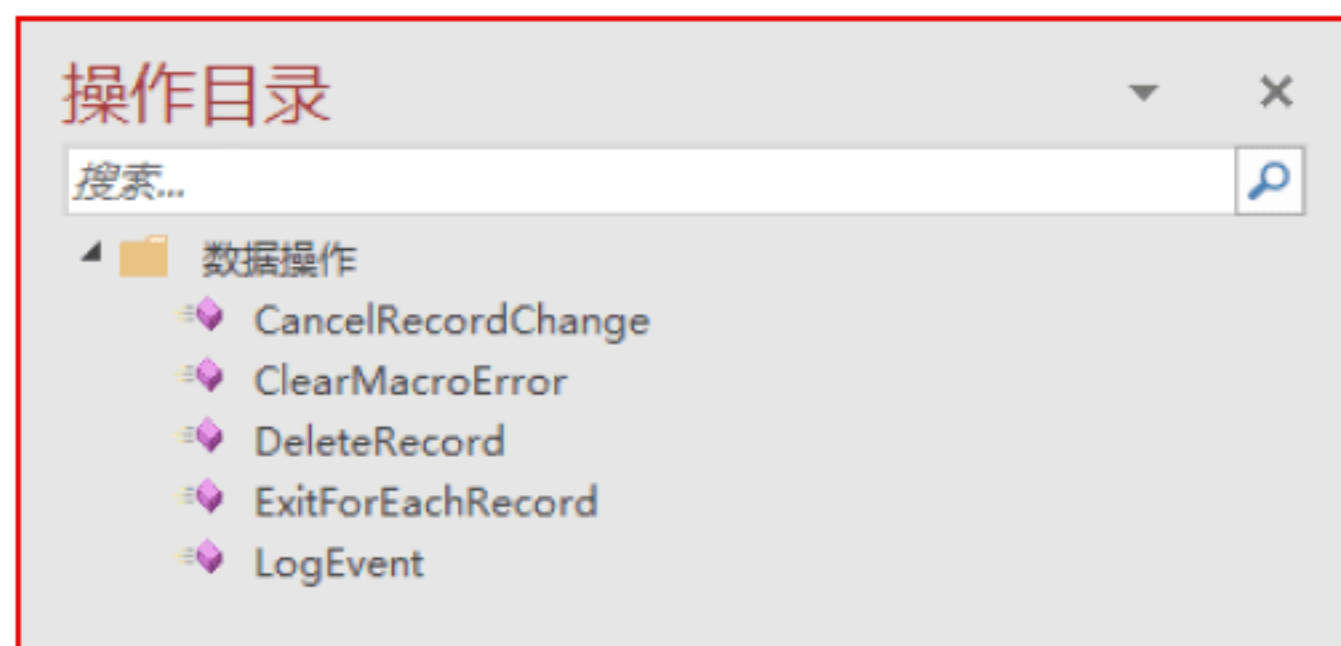 操作目录
搜索...
数据操作
CancelRecordChange
ClearMacroError
DeleteRecord
ExitForEachRecord
LogEvent